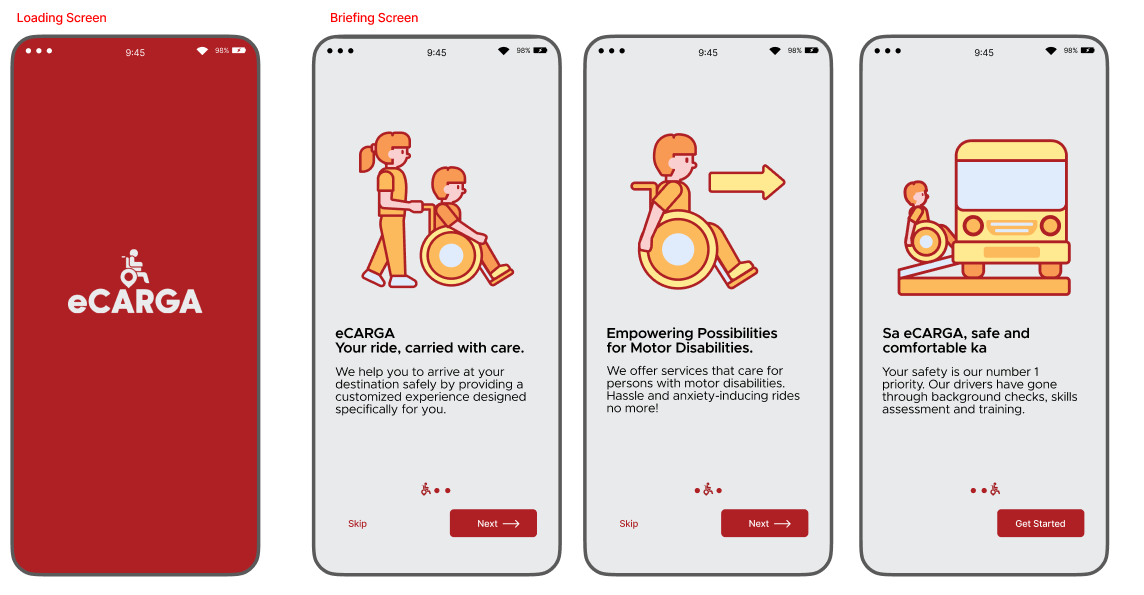 Loading Screen
9:45
98%
eCARGA
Briefing Screen
9:45
98%
eCARGA
Your ride, carried with care.
We help you to arrive at your
destination safely by providing a
customized experience designed
specifically for you.
Skip
Next
9:45
98%
Empowering Possibilities
for Motor Disabilities.
We offer services that care for
persons with motor disabilities.
Hassle and anxiety-inducing rides
no more!
Skip
Next
9:45
98%
Sa eCARGA, safe and
comfortable ka
Your safety is our number 1
priority. Our drivers have gone
through background checks, skills
assessment and training.
Get Started